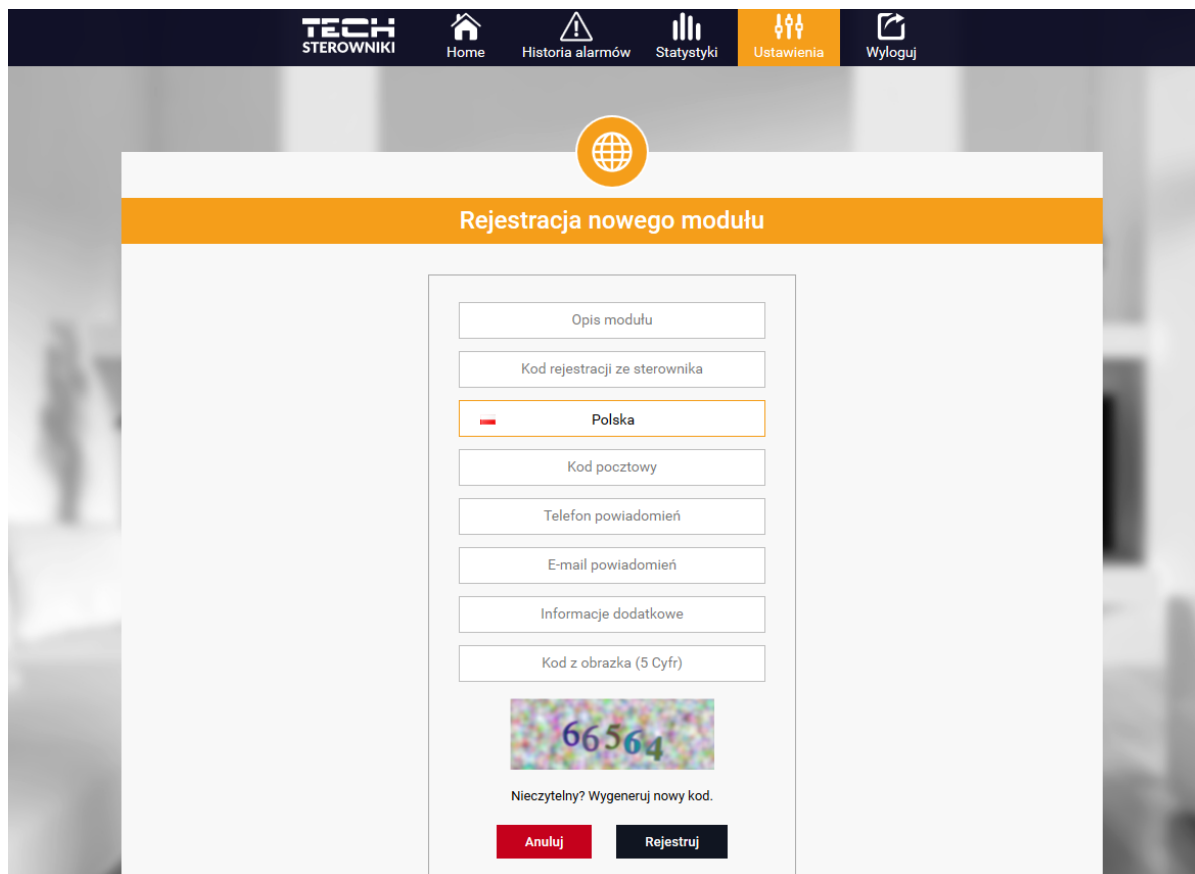 TECH
STEROWNIKI
Home
Historia alarmów
Statystyki
Ustawienia
Wyloguj
Rejestracja nowego modułu
Opis modułu
Kod rejestracji ze sterownika
Polska
Kod pocztowy
Telefon powiadomień
E-mail powiadomień
Informacje dodatkowe
Kod z obrazka (5 Cyfr)
66564
Nieczytelny? Wygeneruj nowy kod.
Anuluj
Rejestruj